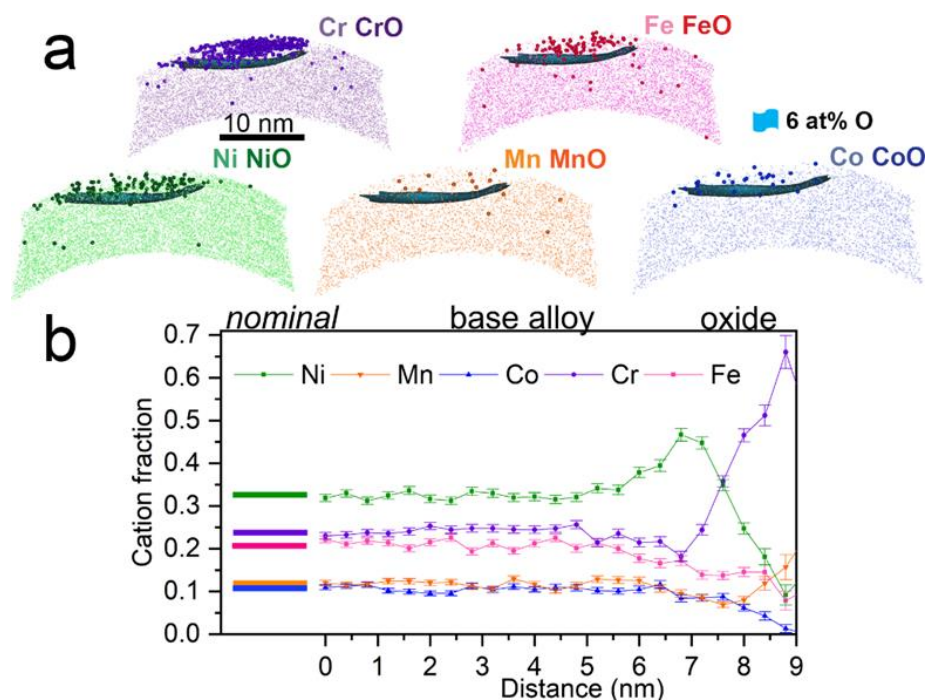 a
Cr CrO
Fe FeO
10 nm
6 at% O
Ni NiO
Mn MnO
Co CoO
b
nominal
base alloy
oxide
Ni
Mn
Co
Cr
Fe
Cation fraction
0.7
0.6
0.5
0.4
0.3
0.2
0.1
0.0
0 1 2 3 4 5 6 7 8 9
Distance (nm)